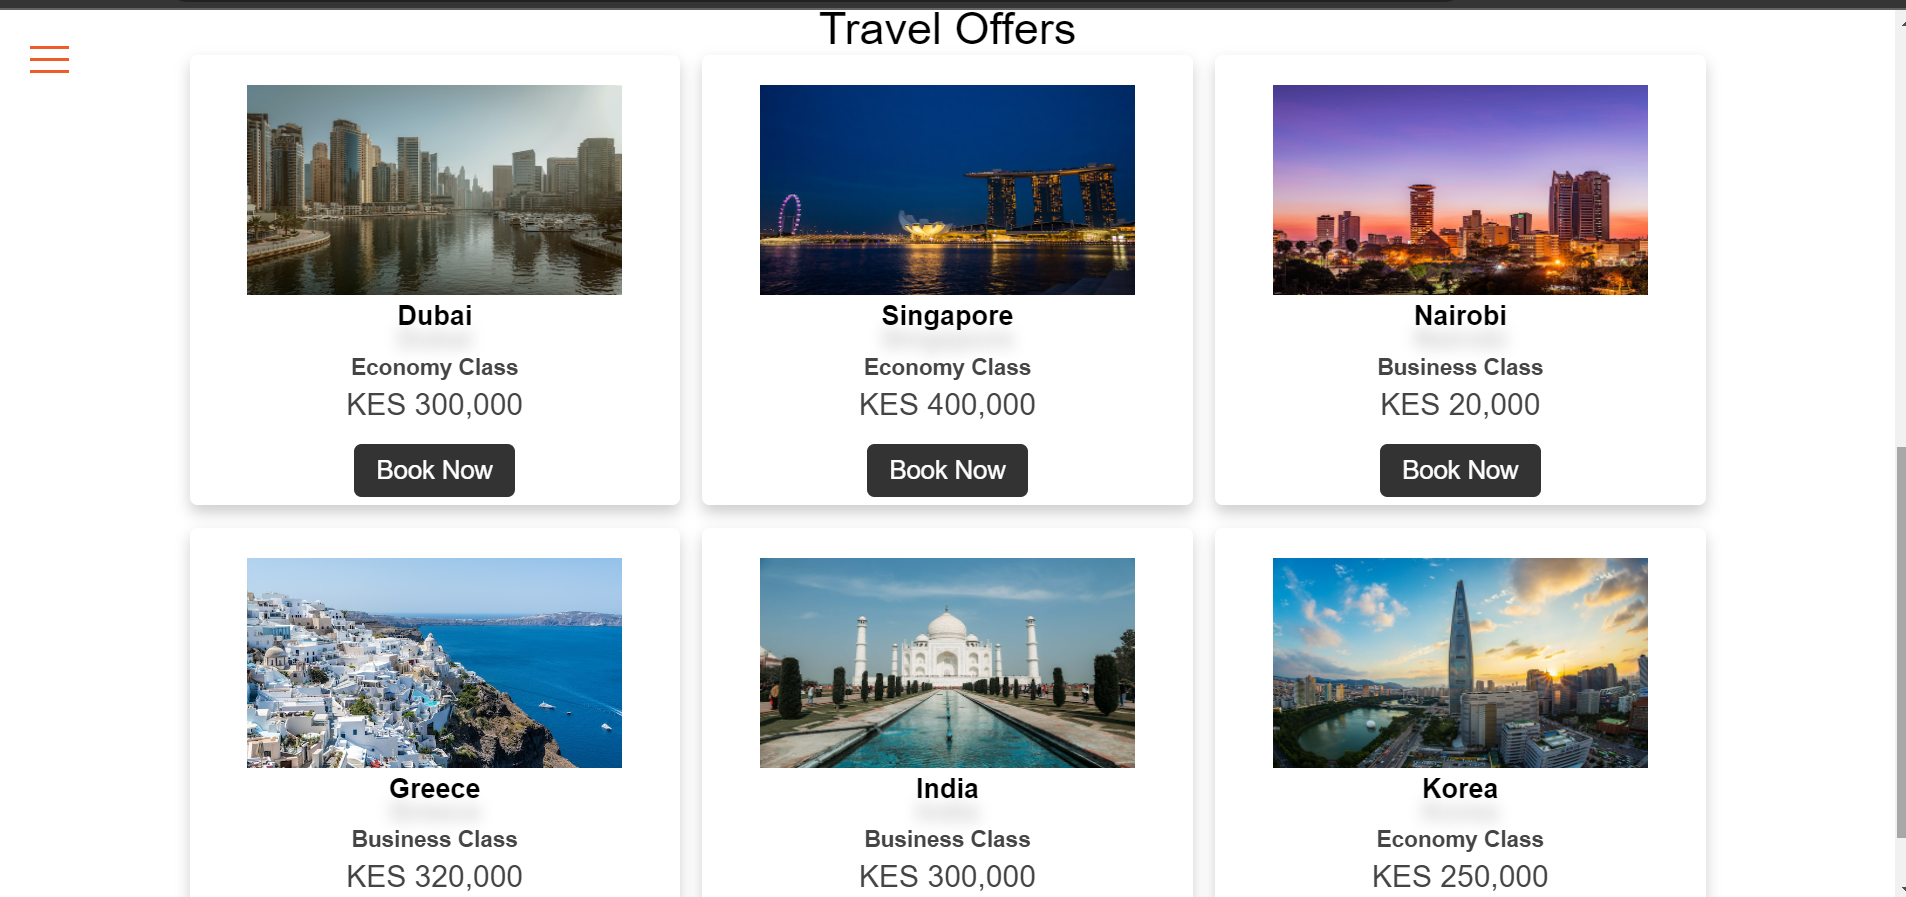 Travel Offers
Dubai
Economy Class
KES 300,000
Book Now
Singapore
Economy Class
KES 400,000
Book Now
Nairobi
Business Class
KES 20,000
Book Now
Greece
Business Class
KES 320,000
India
Business Class
KES 300,000
Korea
Economy Class
KES 250,000